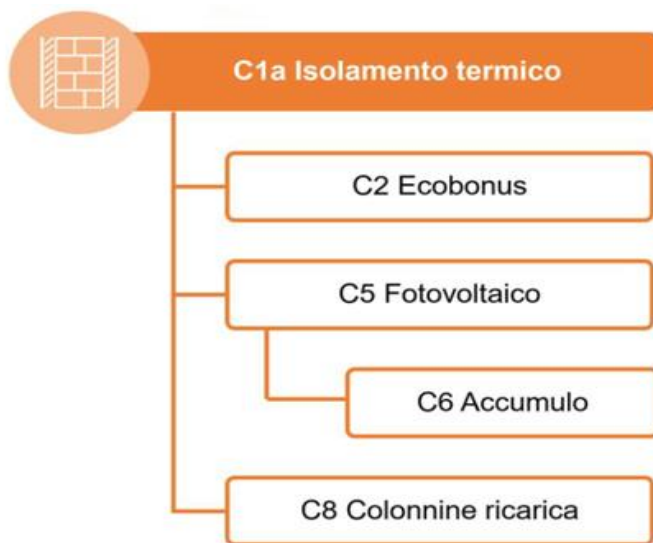 C1a Isolamento termico
C2 Ecobonus
C5 Fotovoltaico
C6 Accumulo
C8 Colonnine ricarica